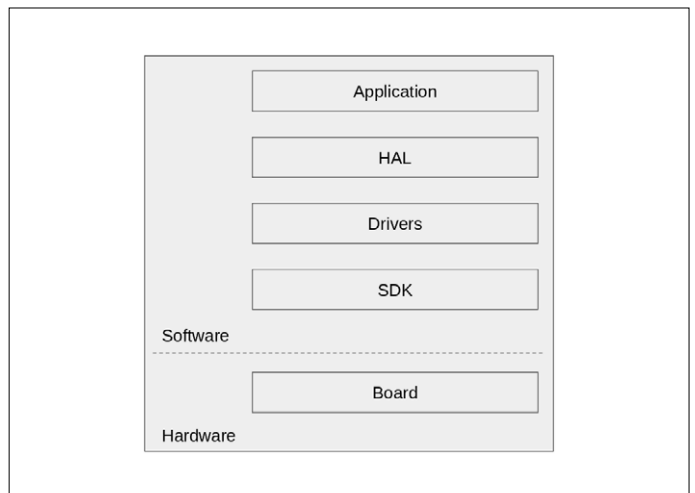 Application
HAL
Drivers
SDK
Software
Board
Hardware